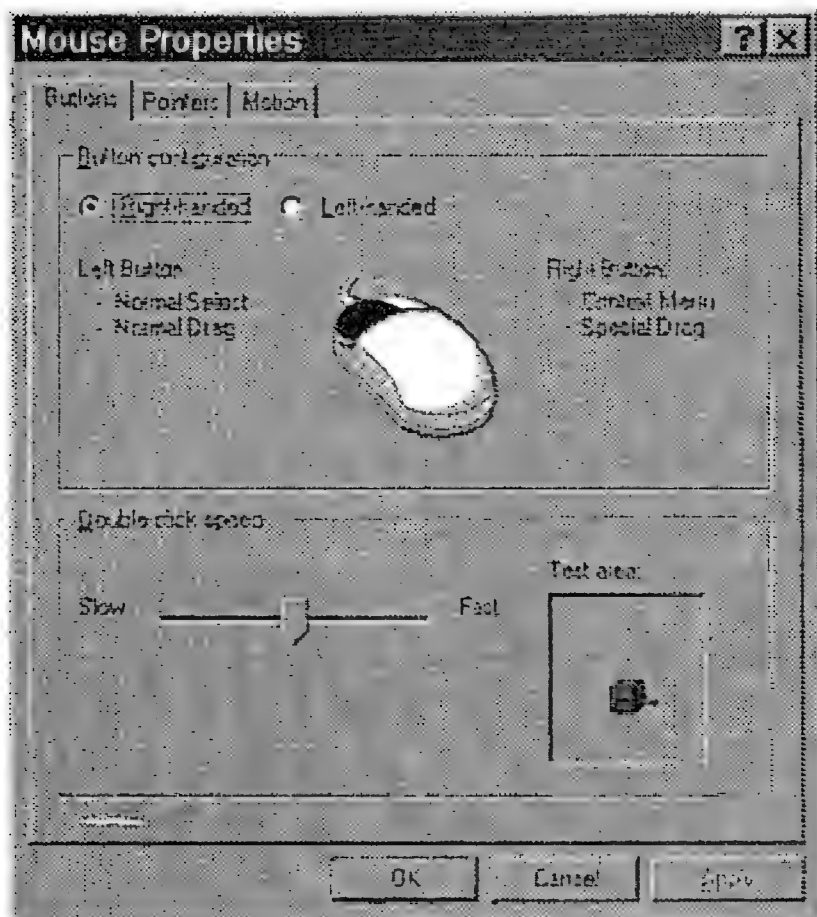 Mouse Properties
Buttons Pointers Motion
Button configuration
Right-handed Left-handed
Left Button: Right Button:
- Normal Select - Context Menu
- Normal Drag - Special Drag
Double-click speed
Test area:
Slow Fast
OK Cancel Apply